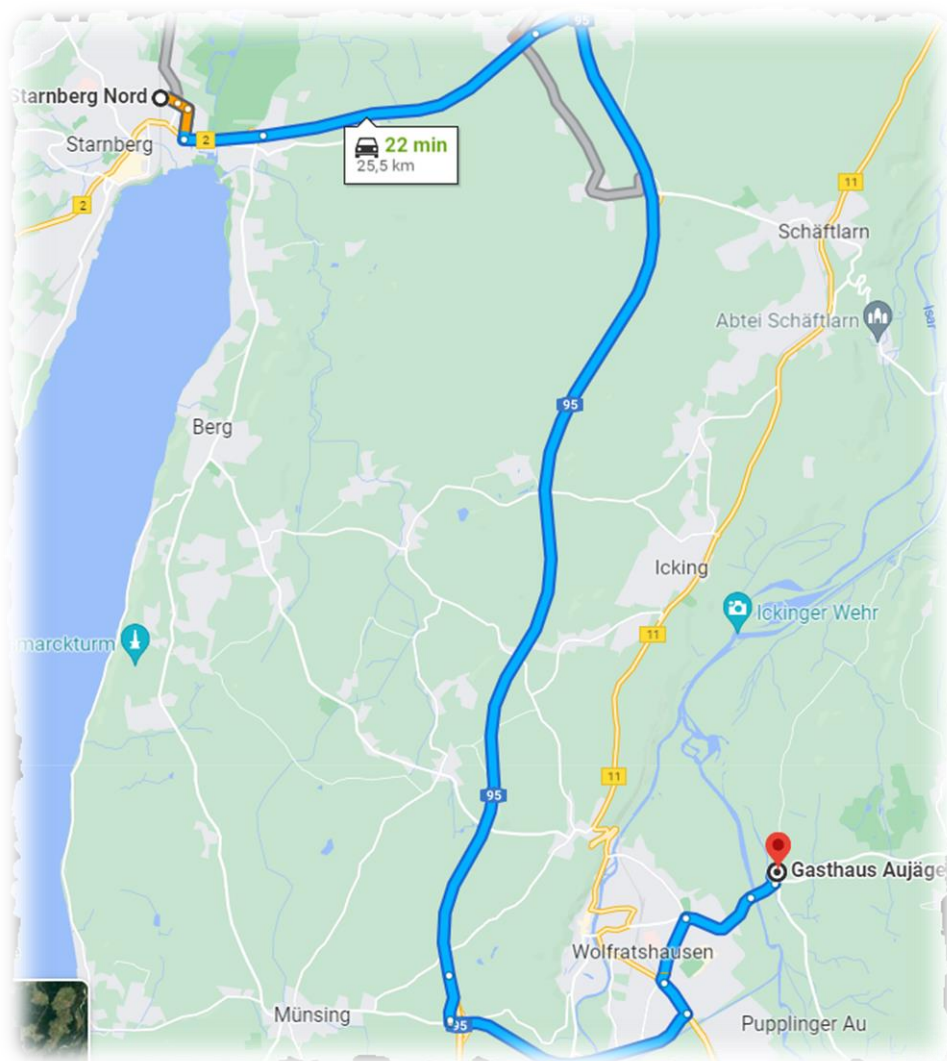 95
Starnberg Nord
Starnberg
2
22 min
25,5 km
2
11
Schäftlarn
Abtei Schäftlarn
Isar
95
Berg
Icking
Ickinger Wehr
11
marckturm
11
95
Gasthaus Aujäge
Wolfratshausen
Münsing
95
Pupplinger Au